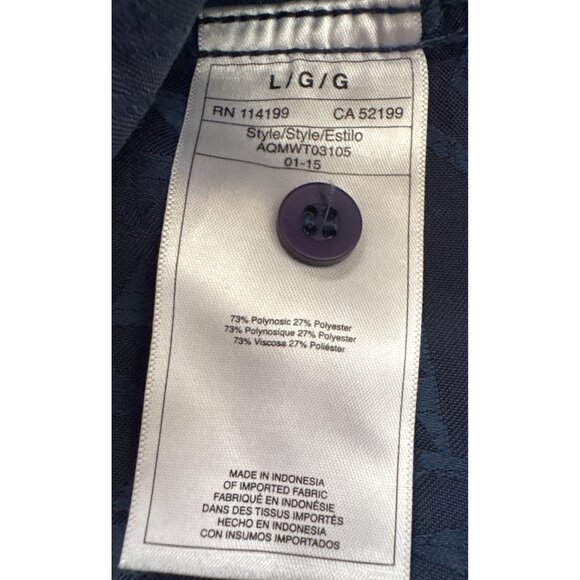 L/G/G
RN 114199 CA 52199
Style/Style/Estilo
AQMWT03105
01-15
73% Polynosic 27% Polyester
73% Polynosique 27% Polyester
73% Viscosa 27% Poliéster
MADE IN INDONESIA
OF IMPORTED FABRIC
FABRIQUÉ EN INDONÉSIE
DANS DES TISSUS IMPORTÉS
HECHO EN INDONESIA
CON INSUMOS IMPORTADOS